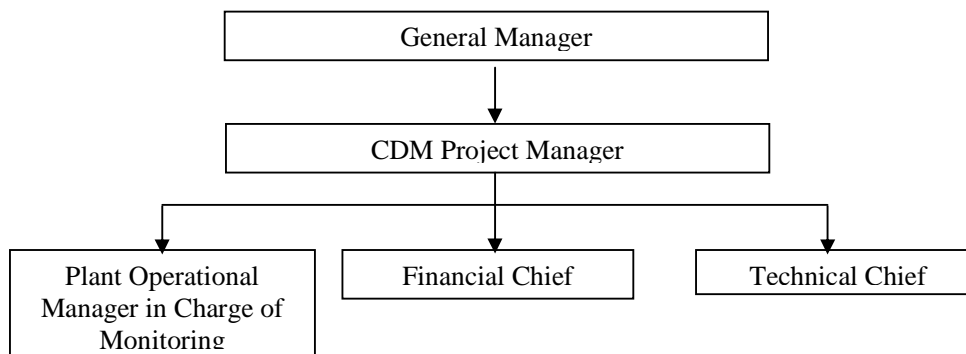 General Manager
CDM Project Manager
Plant Operational
Manager in Charge of
Monitoring
Financial Chief
Technical Chief